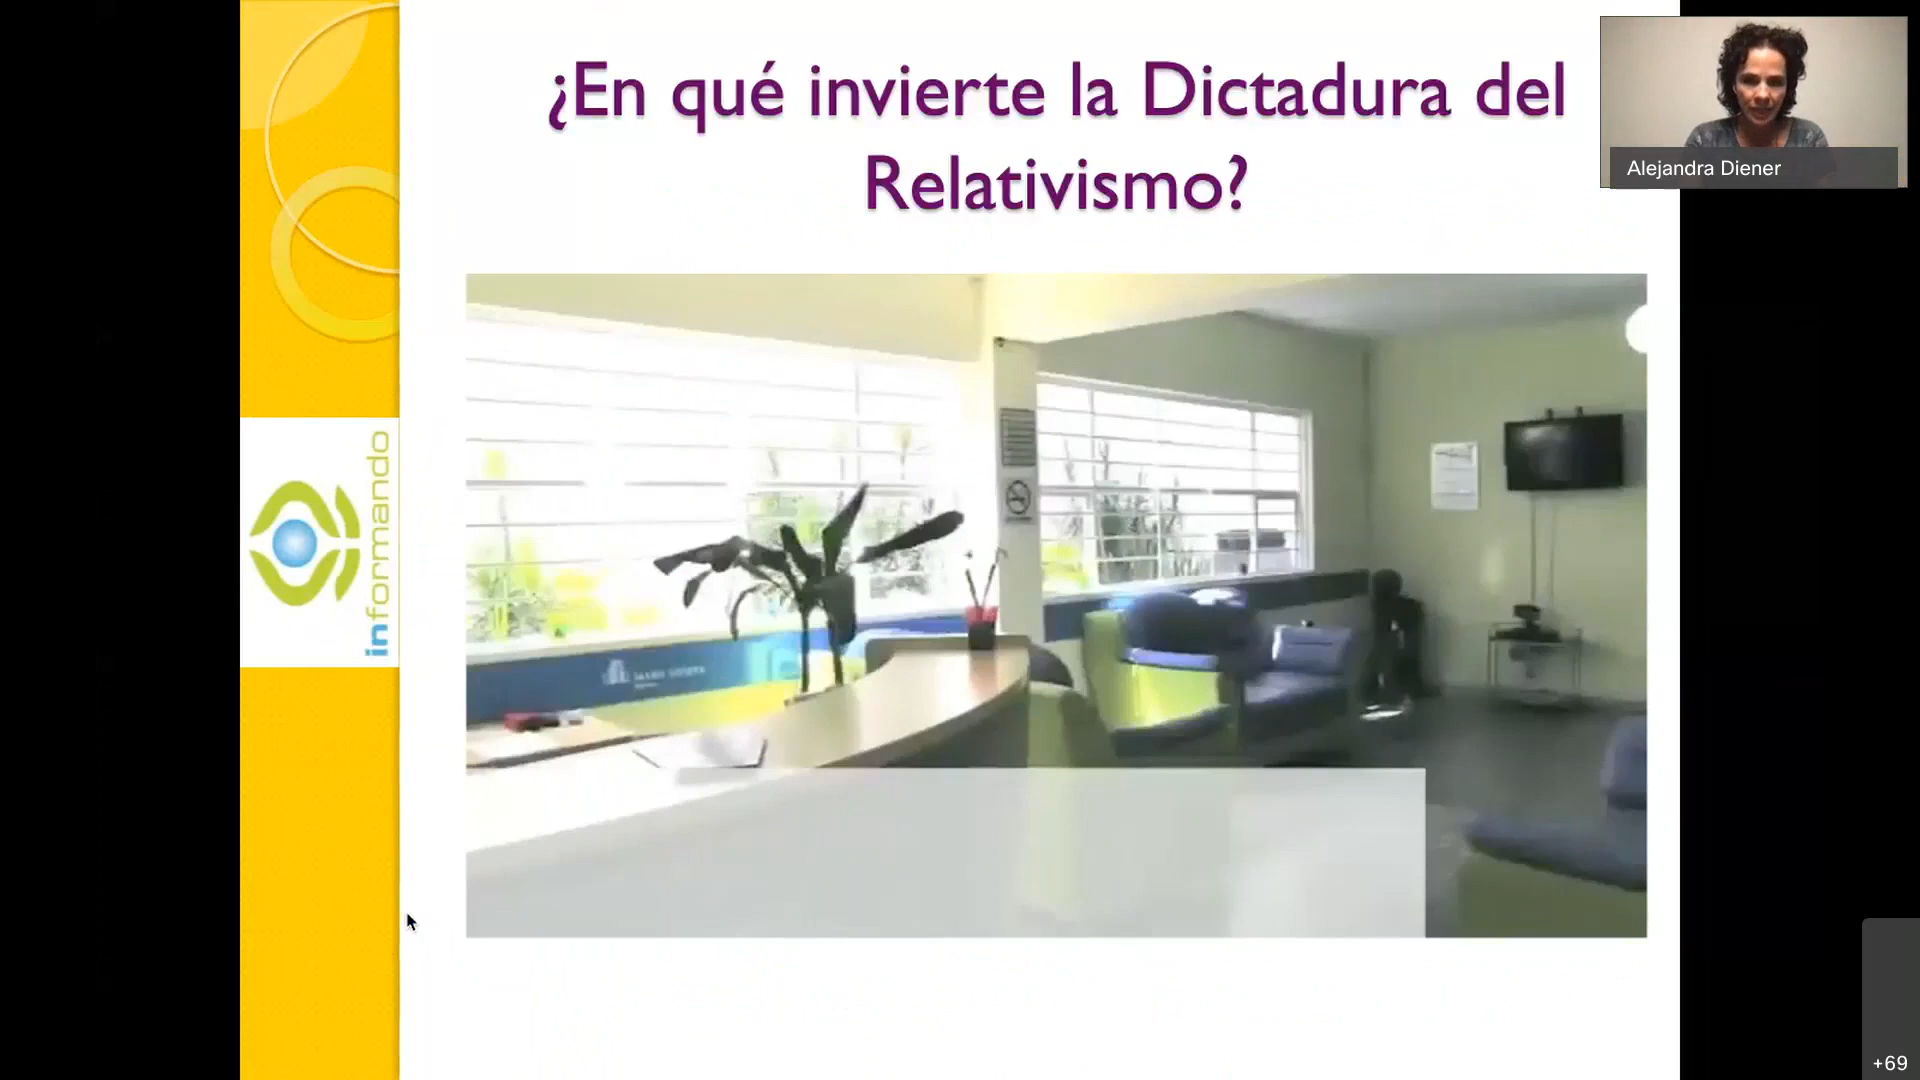 ¿En qué invierte la Dictadura del
Relativismo?
Alejandra Diener
informando
+69